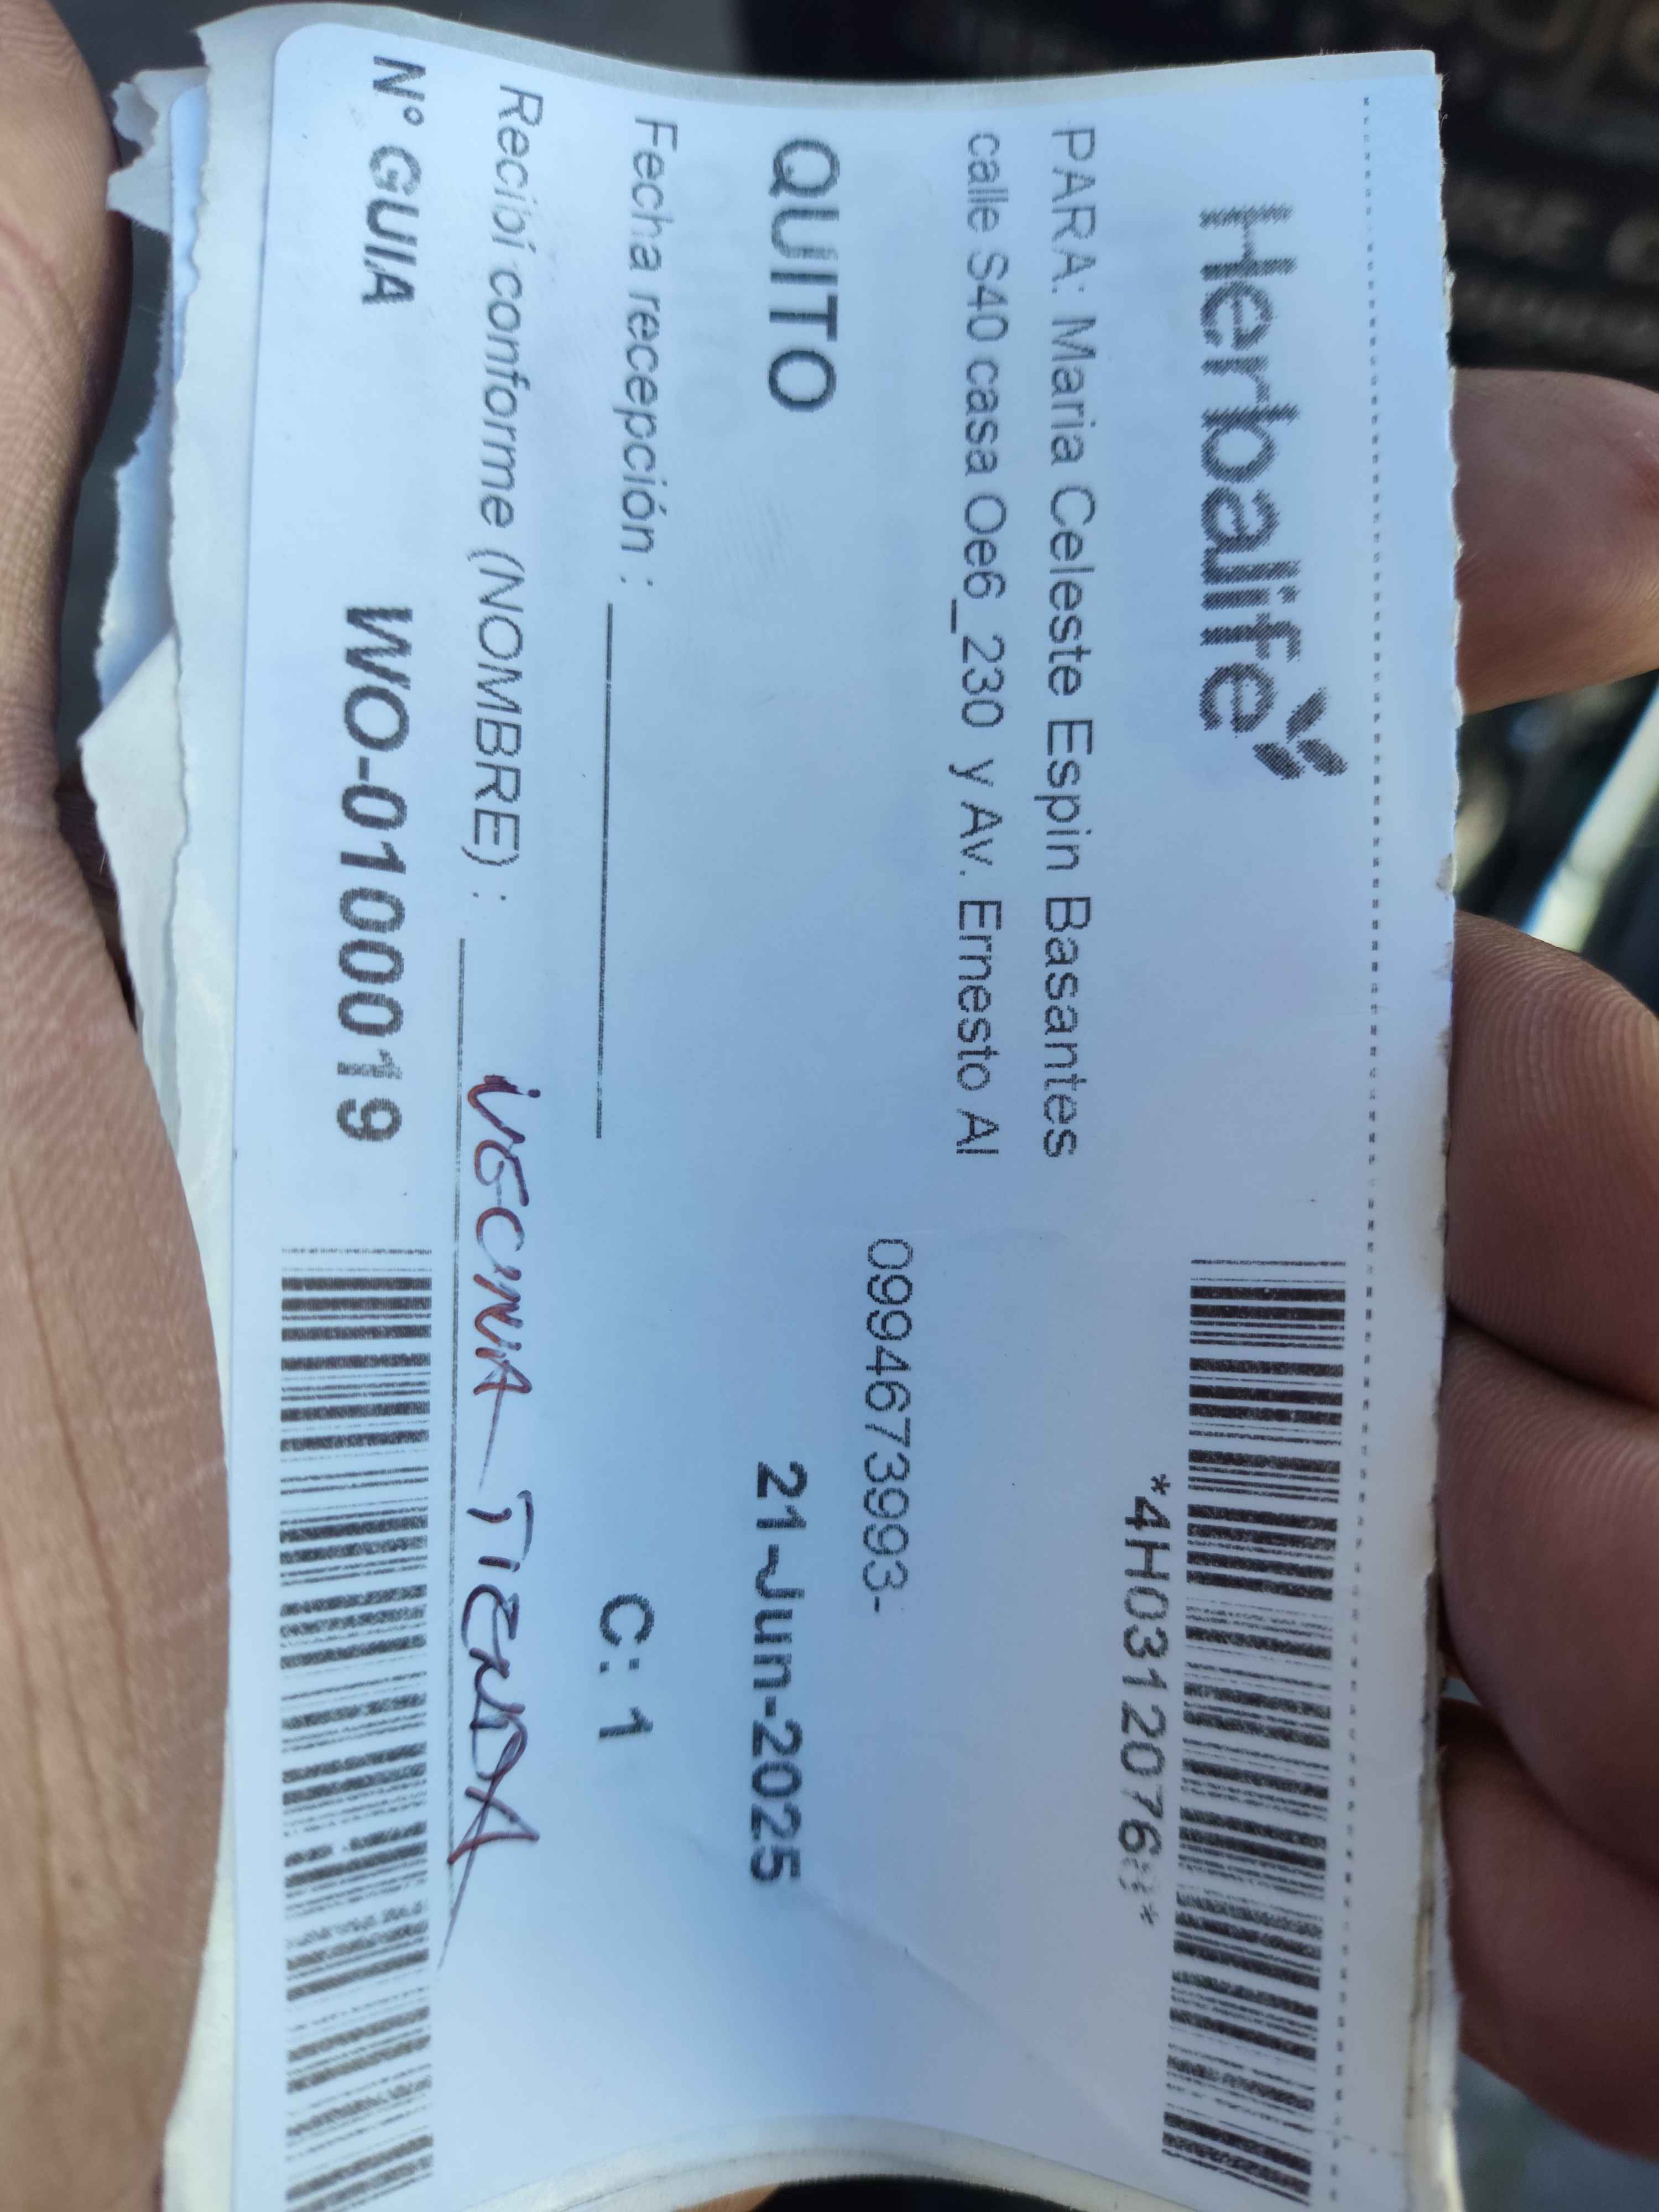 Herbalife
*4H0312076
PARA: Maria Celeste Espin Basantes
calle S40 casa Oe6_230 y Av. Ernesto Al
0994673993-
QUITO
21-Jun-2025
Fecha recepción :
C: 1
Recibí conforme (NOMBRE) : VECINA TIENDA
N° GUIA WO-0100019